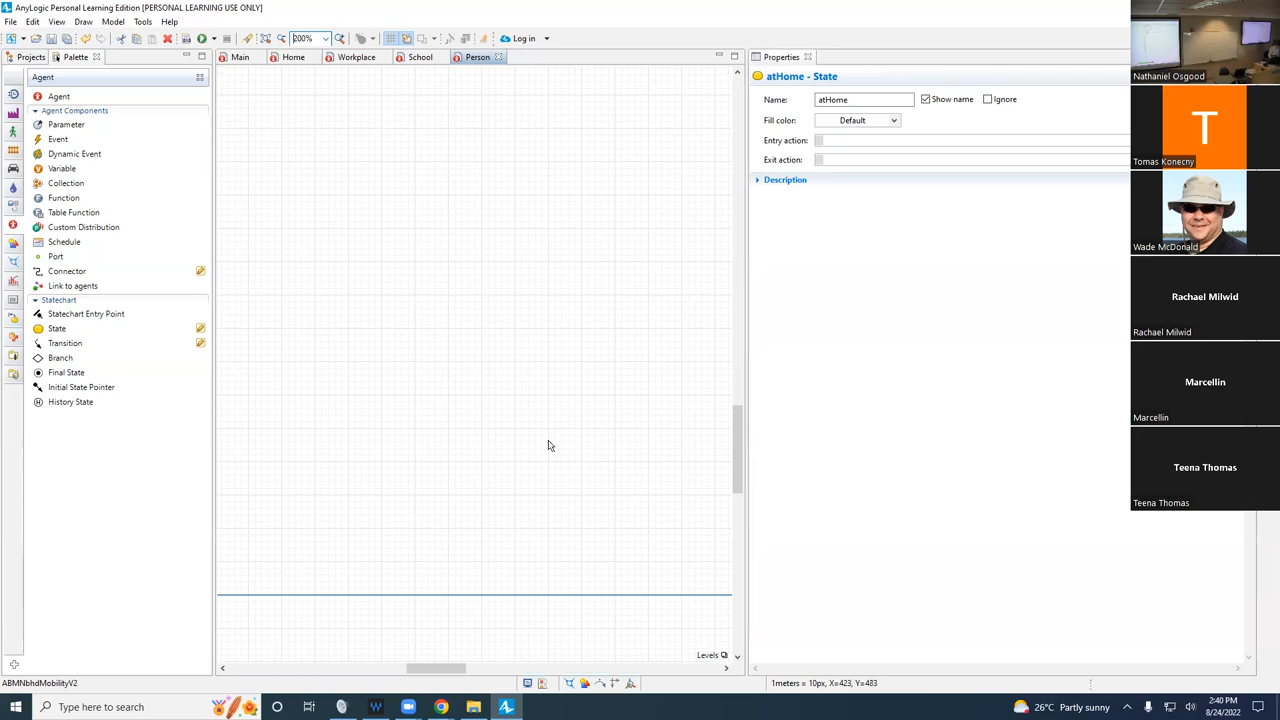 AnyLogic Personal Learning Edition [PERSONAL LEARNING USE ONLY]
File Edit View Draw Model Tools Help
200% Log in
Projects Palette
Main Home Workplace School Person
Properties
Agent
atHome - State
Agent
Name: atHome Show name Ignore
Agent Components
Fill color: Default
Parameter
Entry action:
Event
Exit action:
Dynamic Event
Description
Variable
Collection
Function
Table Function
Custom Distribution
Schedule
Port
Connector
Link to agents
Statechart
Statechart Entry Point
State
Transition
Branch
Final State
Initial State Pointer
History State
Nathaniel Osgood
T
Tomas Konecny
Wade McDonald
Rachael Milwid
Rachael Milwid
Marcellin
Marcellin
Teena Thomas
Teena Thomas
Levels
ABMNbhdMobilityV2
1meters = 10px, X=423, Y=483
Type here to search
26°C Partly sunny
2:40 PM
8/24/2022